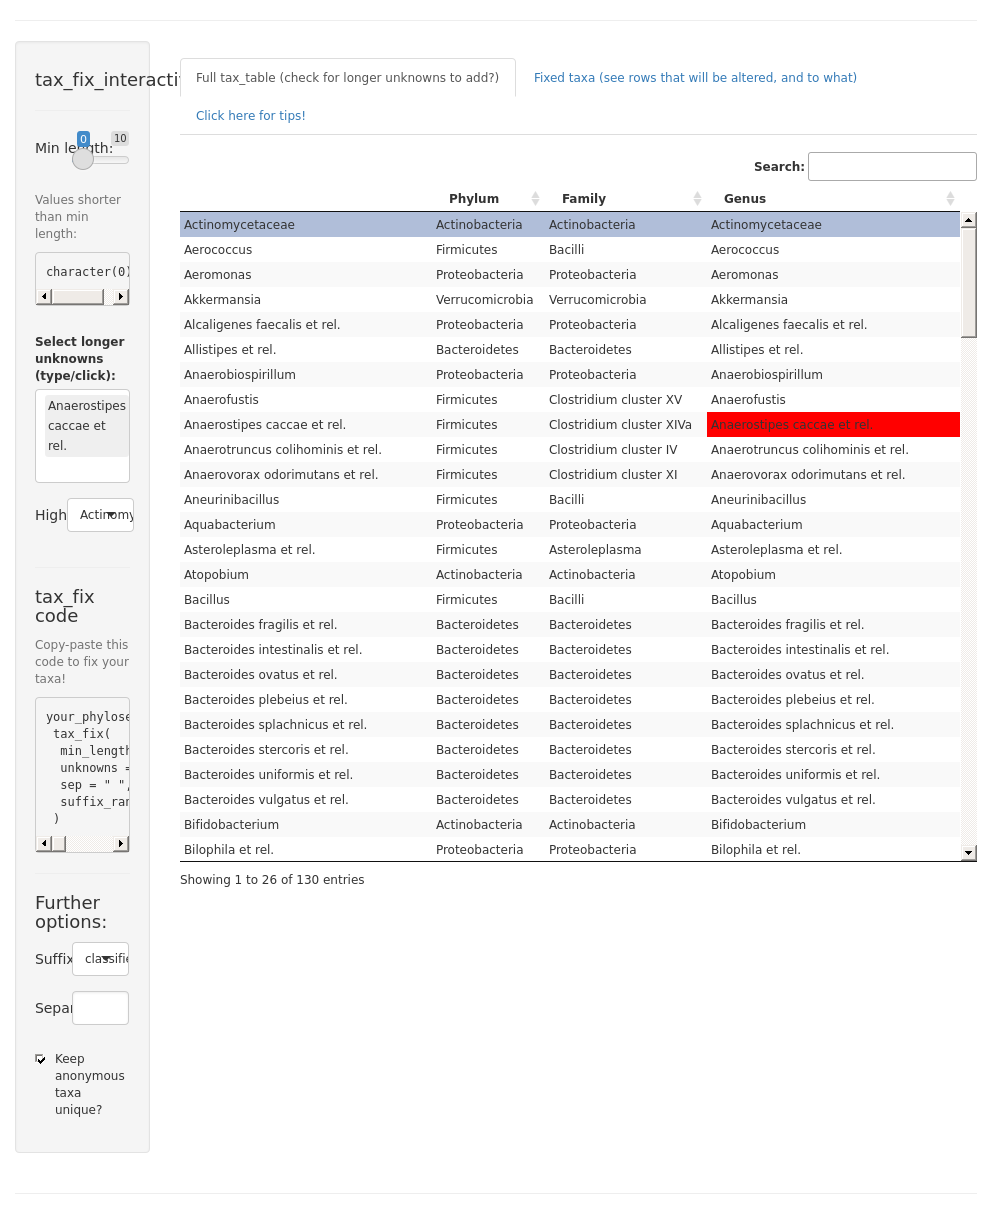 tax_fix_interacti
Min length:
0
10
Values shorter
than min
length:
character(0)
Select longer
unknowns
(type/click):
Anaerostipes
caccae et
rel.
High
Actinomy
tax_fix
code
Copy-paste this
code to fix your
taxa!
your_phylose
tax_fix(
min_length
unknowns =
sep = " ",
suffix_ran
)
Further
options:
Suffix
classifie
Separ
Keep
anonymous
taxa
unique?
Full tax_table (check for longer unknowns to add?)
Fixed taxa (see rows that will be altered, and to what)
Click here for tips!
Search:
Phylum Family Genus
Actinomycetaceae Actinobacteria Actinobacteria Actinomycetaceae
Aerococcus Firmicutes Bacilli Aerococcus
Aeromonas Proteobacteria Proteobacteria Aeromonas
Akkermansia Verrucomicrobia Verrucomicrobia Akkermansia
Alcaligenes faecalis et rel. Proteobacteria Proteobacteria Alcaligenes faecalis et rel.
Allistipes et rel. Bacteroidetes Bacteroidetes Allistipes et rel.
Anaerobiospirillum Proteobacteria Proteobacteria Anaerobiospirillum
Anaerofustis Firmicutes Clostridium cluster XV Anaerofustis
Anaerostipes caccae et rel. Firmicutes Clostridium cluster XIVa Anaerostipes caccae et rel.
Anaerotruncus colihominis et rel. Firmicutes Clostridium cluster IV Anaerotruncus colihominis et rel.
Anaerovorax odorimutans et rel. Firmicutes Clostridium cluster XI Anaerovorax odorimutans et rel.
Aneurinibacillus Firmicutes Bacilli Aneurinibacillus
Aquabacterium Proteobacteria Proteobacteria Aquabacterium
Asteroleplasma et rel. Firmicutes Asteroleplasma Asteroleplasma et rel.
Atopobium Actinobacteria Actinobacteria Atopobium
Bacillus Firmicutes Bacilli Bacillus
Bacteroides fragilis et rel. Bacteroidetes Bacteroidetes Bacteroides fragilis et rel.
Bacteroides intestinalis et rel. Bacteroidetes Bacteroidetes Bacteroides intestinalis et rel.
Bacteroides ovatus et rel. Bacteroidetes Bacteroidetes Bacteroides ovatus et rel.
Bacteroides plebeius et rel. Bacteroidetes Bacteroidetes Bacteroides plebeius et rel.
Bacteroides splachnicus et rel. Bacteroidetes Bacteroidetes Bacteroides splachnicus et rel.
Bacteroides stercoris et rel. Bacteroidetes Bacteroidetes Bacteroides stercoris et rel.
Bacteroides uniformis et rel. Bacteroidetes Bacteroidetes Bacteroides uniformis et rel.
Bacteroides vulgatus et rel. Bacteroidetes Bacteroidetes Bacteroides vulgatus et rel.
Bifidobacterium Actinobacteria Actinobacteria Bifidobacterium
Bilophila et rel. Proteobacteria Proteobacteria Bilophila et rel.
Showing 1 to 26 of 130 entries